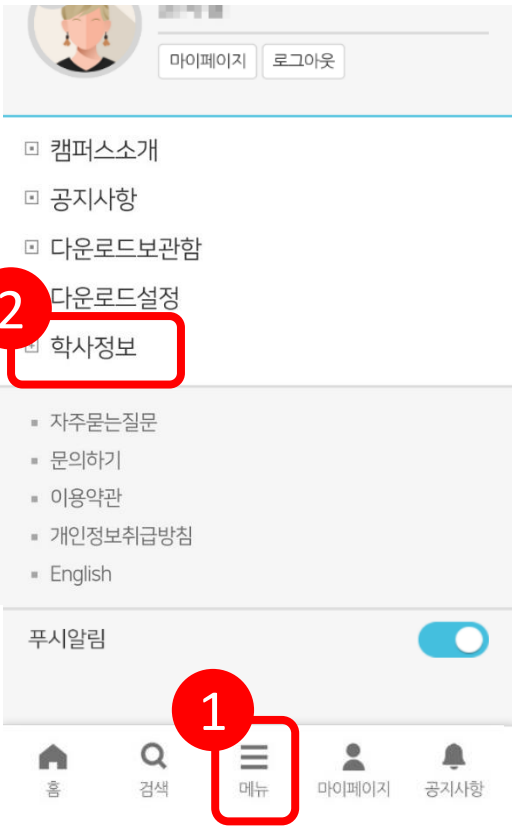 마이페이지 로그아웃
캠퍼스소개
공지사항
다운로드보관함
다운로드설정
2
학사정보
자주묻는질문
문의하기
이용약관
개인정보취급방침
English
푸시알림
1
홈 검색 메뉴 마이페이지 공지사항